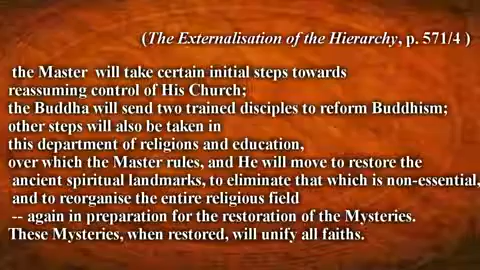 (The Externalisation of the Hierarchy, p. 571/4 )
the Master will take certain initial steps towards
reassuming control of His Church;
the Buddha will send two trained disciples to reform Buddhism;
other steps will also be taken in
this department of religions and education,
over which the Master rules, and He will move to restore the
ancient spiritual landmarks, to eliminate that which is non-essential,
and to reorganise the entire religious field
-- again in preparation for the restoration of the Mysteries.
These Mysteries, when restored, will unify all faiths.